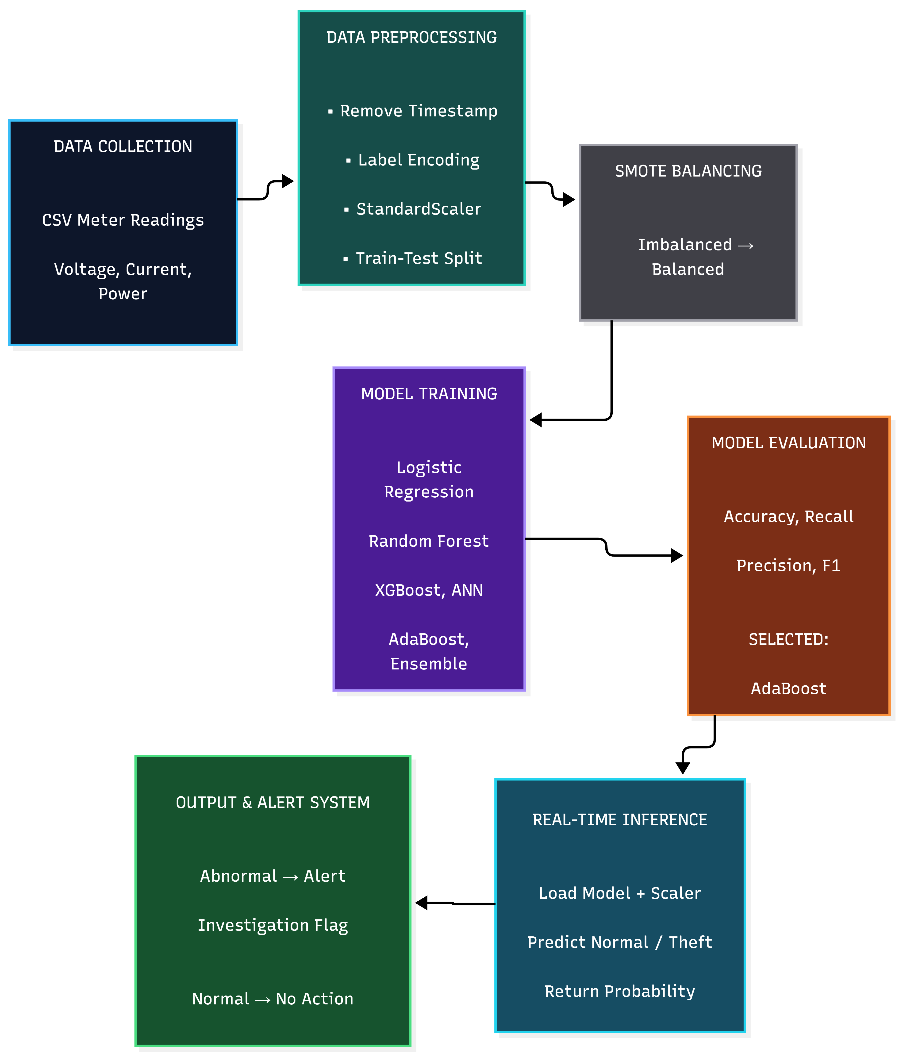 DATA COLLECTION
CSV Meter Readings
Voltage, Current,
Power
DATA PREPROCESSING
▪ Remove Timestamp
▪ Label Encoding
▪ StandardScaler
▪ Train-Test Split
SMOTE BALANCING
Imbalanced →
Balanced
MODEL TRAINING
Logistic
Regression
Random Forest
XGBoost, ANN
AdaBoost,
Ensemble
MODEL EVALUATION
Accuracy, Recall
Precision, F1
SELECTED:
AdaBoost
REAL-TIME INFERENCE
Load Model + Scaler
Predict Normal / Theft
Return Probability
OUTPUT & ALERT SYSTEM
Abnormal → Alert
Investigation Flag
Normal → No Action